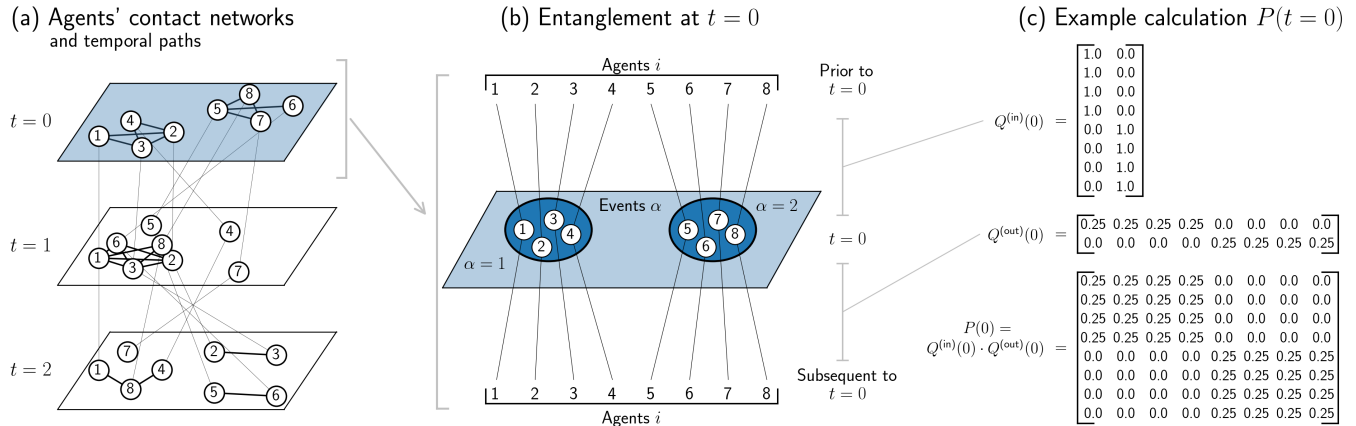 (a) Agents' contact networks
and temporal paths
t=0
8
5
6
7
4
1
2
3
t=1
5
6
8
4
1
3
2
7
t=2
7
2
3
1
4
8
5
6
(b) Entanglement at t = 0
Agents i
1 2 3 4 5 6 7 8
Events α
α = 2
3
7
1
4
5
8
2
6
α = 1
1 2 3 4 5 6 7 8
Agents i
Prior to
t = 0
t = 0
Subsequent to
t = 0
(c) Example calculation P(t = 0)
Q^(in)(0) =
1.0 0.0
1.0 0.0
1.0 0.0
1.0 0.0
0.0 1.0
0.0 1.0
0.0 1.0
0.0 1.0
Q^(out)(0) =
0.25 0.25 0.25 0.25 0.0 0.0 0.0 0.0
0.0 0.0 0.0 0.0 0.25 0.25 0.25 0.25
P(0) =
Q^(in)(0) · Q^(out)(0) =
0.25 0.25 0.25 0.25 0.0 0.0 0.0 0.0
0.25 0.25 0.25 0.25 0.0 0.0 0.0 0.0
0.25 0.25 0.25 0.25 0.0 0.0 0.0 0.0
0.25 0.25 0.25 0.25 0.0 0.0 0.0 0.0
0.0 0.0 0.0 0.0 0.25 0.25 0.25 0.25
0.0 0.0 0.0 0.0 0.25 0.25 0.25 0.25
0.0 0.0 0.0 0.0 0.25 0.25 0.25 0.25
0.0 0.0 0.0 0.0 0.25 0.25 0.25 0.25